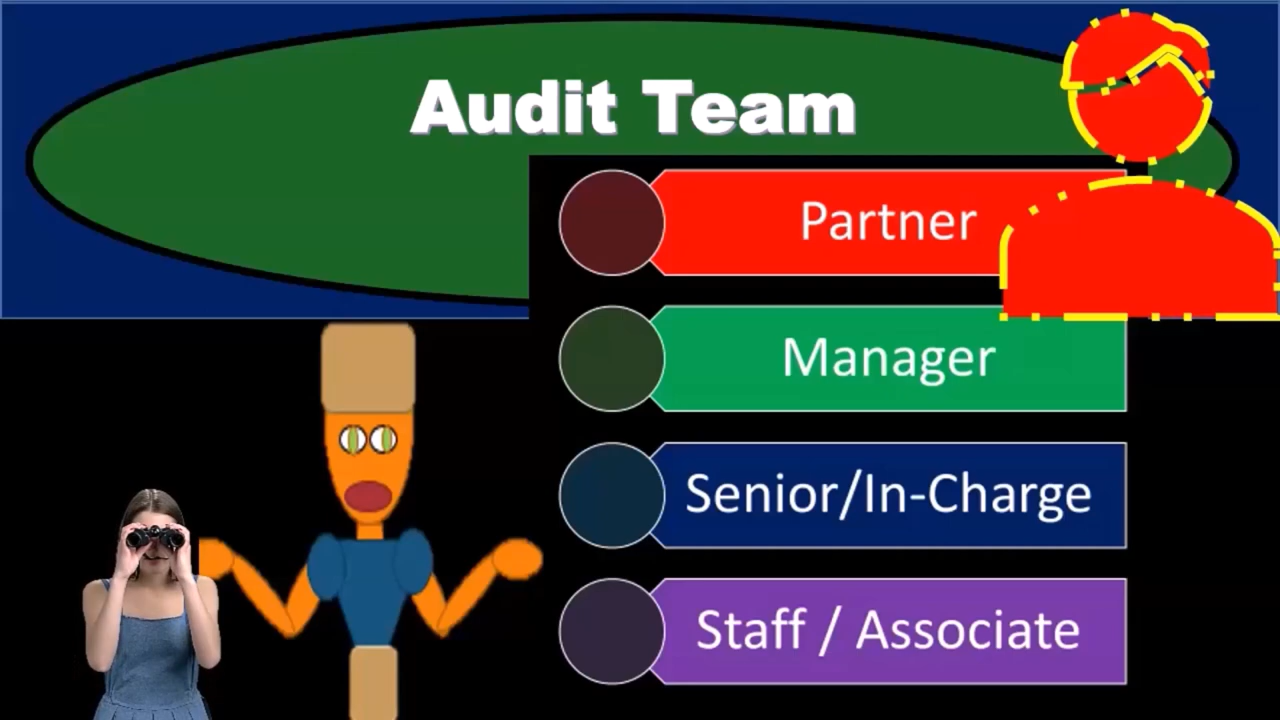 Audit Team
Partner
Manager
Senior/In-Charge
Staff / Associate